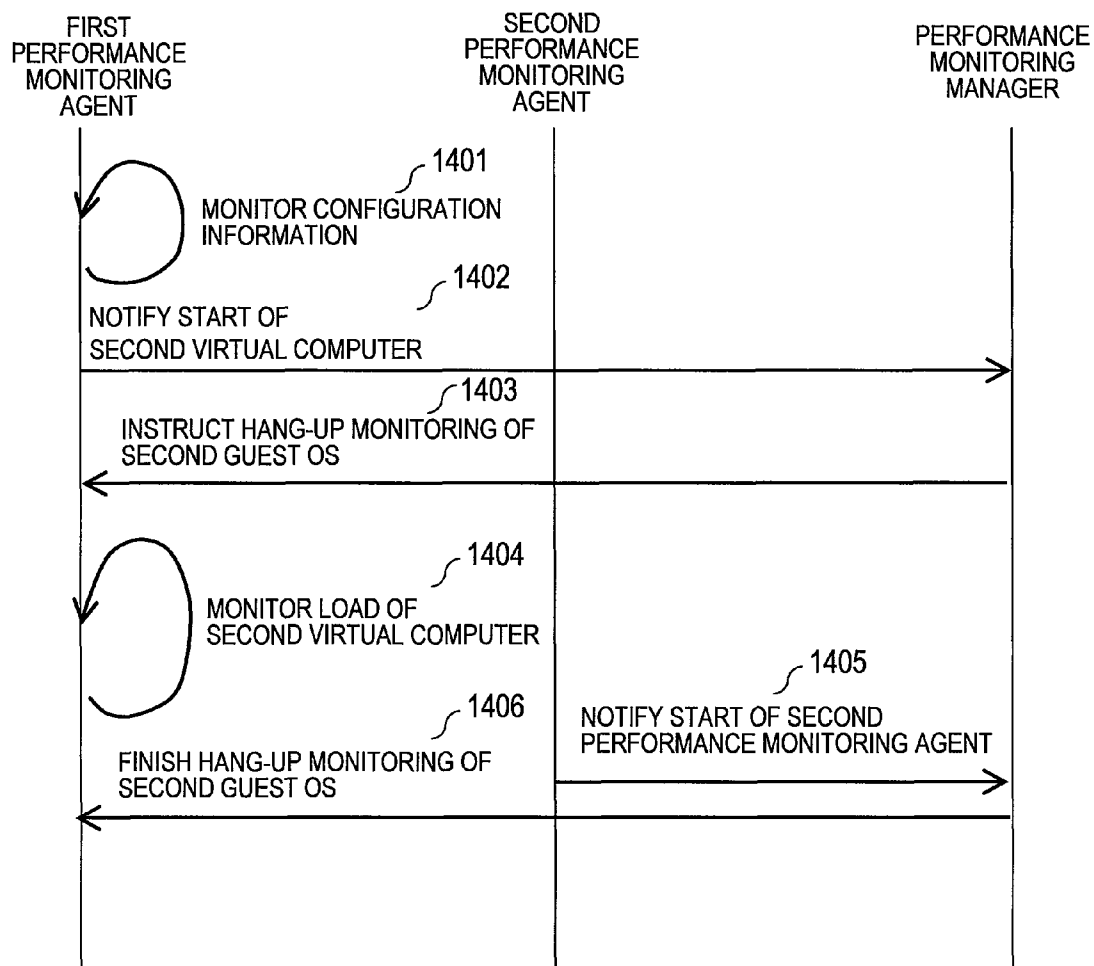 FIRST
PERFORMANCE
MONITORING
AGENT
SECOND
PERFORMANCE
MONITORING
AGENT
PERFORMANCE
MONITORING
MANAGER
1401
MONITOR CONFIGURATION
INFORMATION
1402
NOTIFY START OF
SECOND VIRTUAL COMPUTER
1403
INSTRUCT HANG-UP MONITORING OF
SECOND GUEST OS
1404
MONITOR LOAD OF
SECOND VIRTUAL COMPUTER
1405
NOTIFY START OF SECOND
PERFORMANCE MONITORING AGENT
1406
FINISH HANG-UP MONITORING OF
SECOND GUEST OS